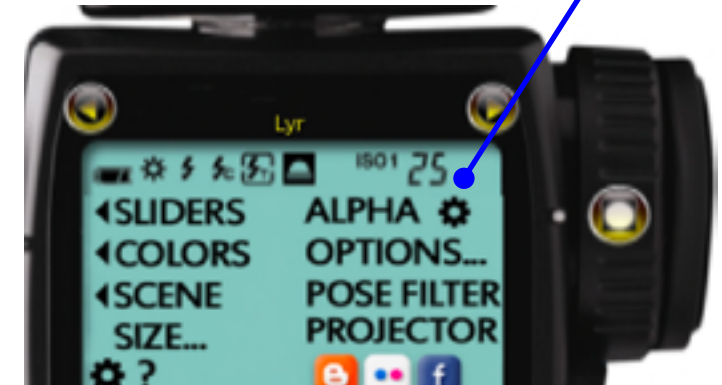 Lyr
ISO1 25
SLIDERS ALPHA
COLORS OPTIONS...
SCENE POSE FILTER
SIZE... PROJECTOR
?
f